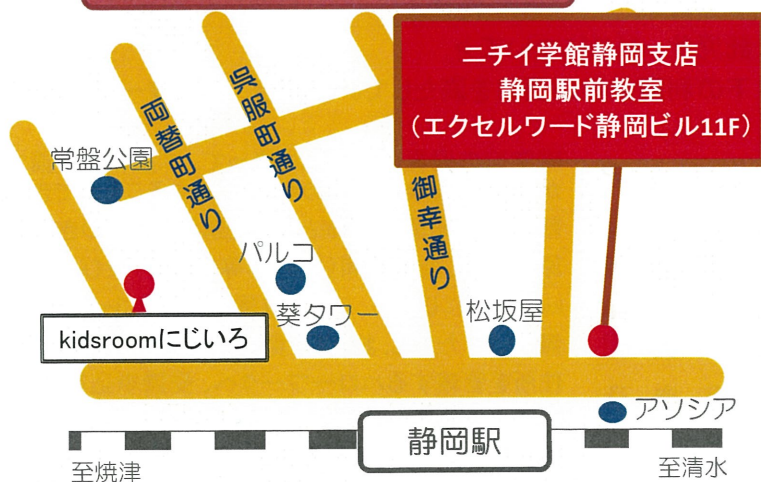 ニチイ学館静岡支店
静岡駅前教室
（エクセルワード静岡ビル11F）
呉服町通り
両替町通り
常盤公園
御幸通り
パルコ
葵タワー
松坂屋
kidsroomにじいろ
アソシア
静岡駅
至焼津
至清水